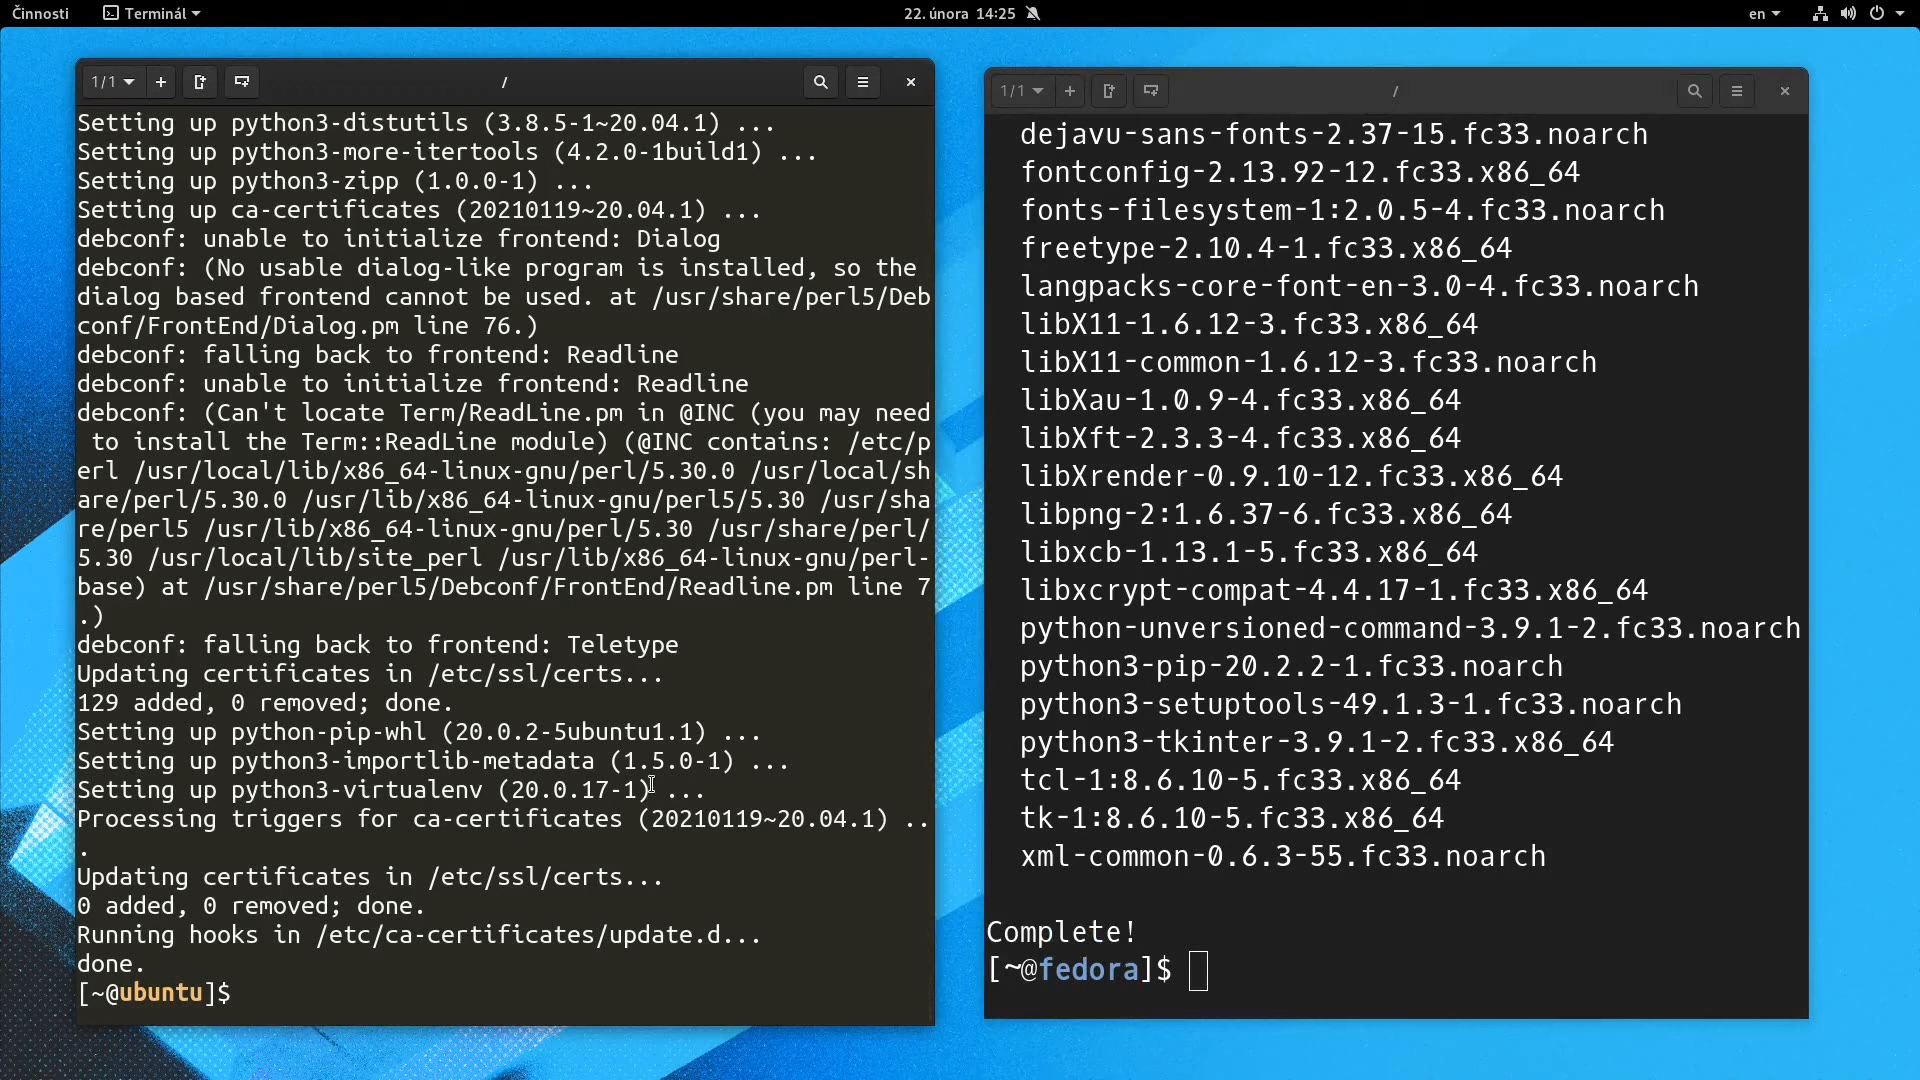 Činnosti
Terminál
22. února 14:25
en
1/1
/
Setting up python3-distutils (3.8.5-1~20.04.1) ...
Setting up python3-more-itertools (4.2.0-1build1) ...
Setting up python3-zipp (1.0.0-1) ...
Setting up ca-certificates (20210119~20.04.1) ...
debconf: unable to initialize frontend: Dialog
debconf: (No usable dialog-like program is installed, so the
dialog based frontend cannot be used. at /usr/share/perl5/Deb
conf/FrontEnd/Dialog.pm line 76.)
debconf: falling back to frontend: Readline
debconf: unable to initialize frontend: Readline
debconf: (Can't locate Term/ReadLine.pm in @INC (you may need
to install the Term::ReadLine module) (@INC contains: /etc/p
erl /usr/local/lib/x86_64-linux-gnu/perl/5.30.0 /usr/local/sh
are/perl/5.30.0 /usr/lib/x86_64-linux-gnu/perl5/5.30 /usr/sha
re/perl5 /usr/lib/x86_64-linux-gnu/perl/5.30 /usr/share/perl/
5.30 /usr/local/lib/site_perl /usr/lib/x86_64-linux-gnu/perl-
base) at /usr/share/perl5/Debconf/FrontEnd/Readline.pm line 7
.)
debconf: falling back to frontend: Teletype
Updating certificates in /etc/ssl/certs...
129 added, 0 removed; done.
Setting up python-pip-whl (20.0.2-5ubuntu1.1) ...
Setting up python3-importlib-metadata (1.5.0-1) ...
Setting up python3-virtualenv (20.0.17-1) ...
Processing triggers for ca-certificates (20210119~20.04.1) ..
.
Updating certificates in /etc/ssl/certs...
0 added, 0 removed; done.
Running hooks in /etc/ca-certificates/update.d...
done.
[~@ubuntu]$
1/1
/
dejavu-sans-fonts-2.37-15.fc33.noarch
fontconfig-2.13.92-12.fc33.x86_64
fonts-filesystem-1:2.0.5-4.fc33.noarch
freetype-2.10.4-1.fc33.x86_64
langpacks-core-font-en-3.0-4.fc33.noarch
libX11-1.6.12-3.fc33.x86_64
libX11-common-1.6.12-3.fc33.noarch
libXau-1.0.9-4.fc33.x86_64
libXft-2.3.3-4.fc33.x86_64
libXrender-0.9.10-12.fc33.x86_64
libpng-2:1.6.37-6.fc33.x86_64
libxcb-1.13.1-5.fc33.x86_64
libxcrypt-compat-4.4.17-1.fc33.x86_64
python-unversioned-command-3.9.1-2.fc33.noarch
python3-pip-20.2.2-1.fc33.noarch
python3-setuptools-49.1.3-1.fc33.noarch
python3-tkinter-3.9.1-2.fc33.x86_64
tcl-1:8.6.10-5.fc33.x86_64
tk-1:8.6.10-5.fc33.x86_64
xml-common-0.6.3-55.fc33.noarch
Complete!
[~@fedora]$